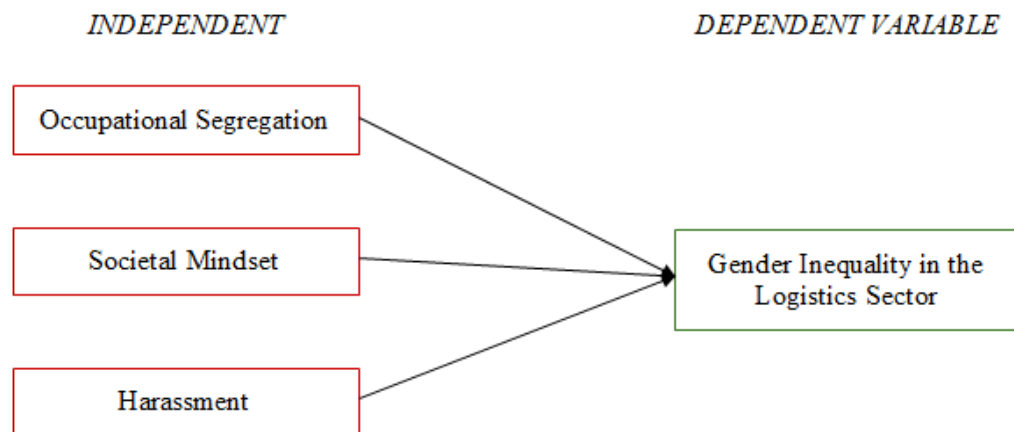 INDEPENDENT
DEPENDENT VARIABLE
Occupational Segregation
Societal Mindset
Gender Inequality in the
Logistics Sector
Harassment